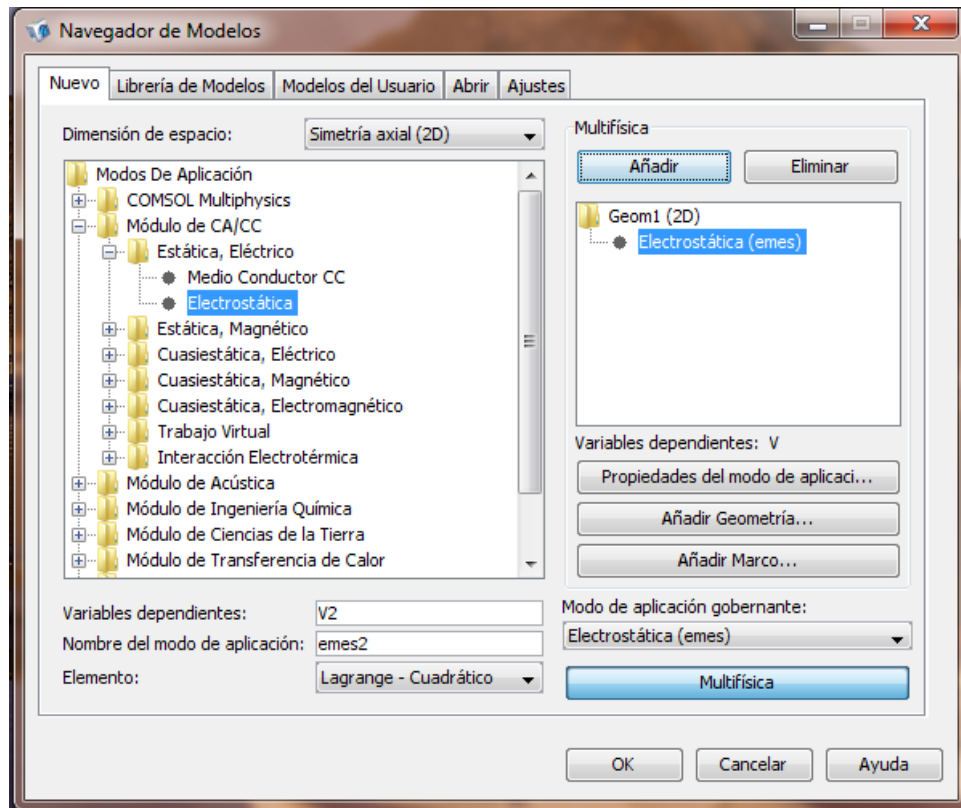 Navegador de Modelos
Nuevo Librería de Modelos Modelos del Usuario Abrir Ajustes
Dimensión de espacio: Simetría axial (2D)
Modos De Aplicación
COMSOL Multiphysics
Módulo de CA/CC
Estática, Eléctrico
Medio Conductor CC
Electrostática
Estática, Magnético
Cuasiestática, Eléctrico
Cuasiestática, Magnético
Cuasiestática, Electromagnético
Trabajo Virtual
Interacción Electrotérmica
Módulo de Acústica
Módulo de Ingeniería Química
Módulo de Ciencias de la Tierra
Módulo de Transferencia de Calor
Variables dependientes: V2
Nombre del modo de aplicación: emes2
Elemento: Lagrange - Cuadrático
Multifísica
Añadir Eliminar
Geom1 (2D)
Electrostática (emes)
Variables dependientes: V
Propiedades del modo de aplicaci...
Añadir Geometría...
Añadir Marco...
Modo de aplicación gobernante:
Electrostática (emes)
Multifísica
OK Cancelar Ayuda